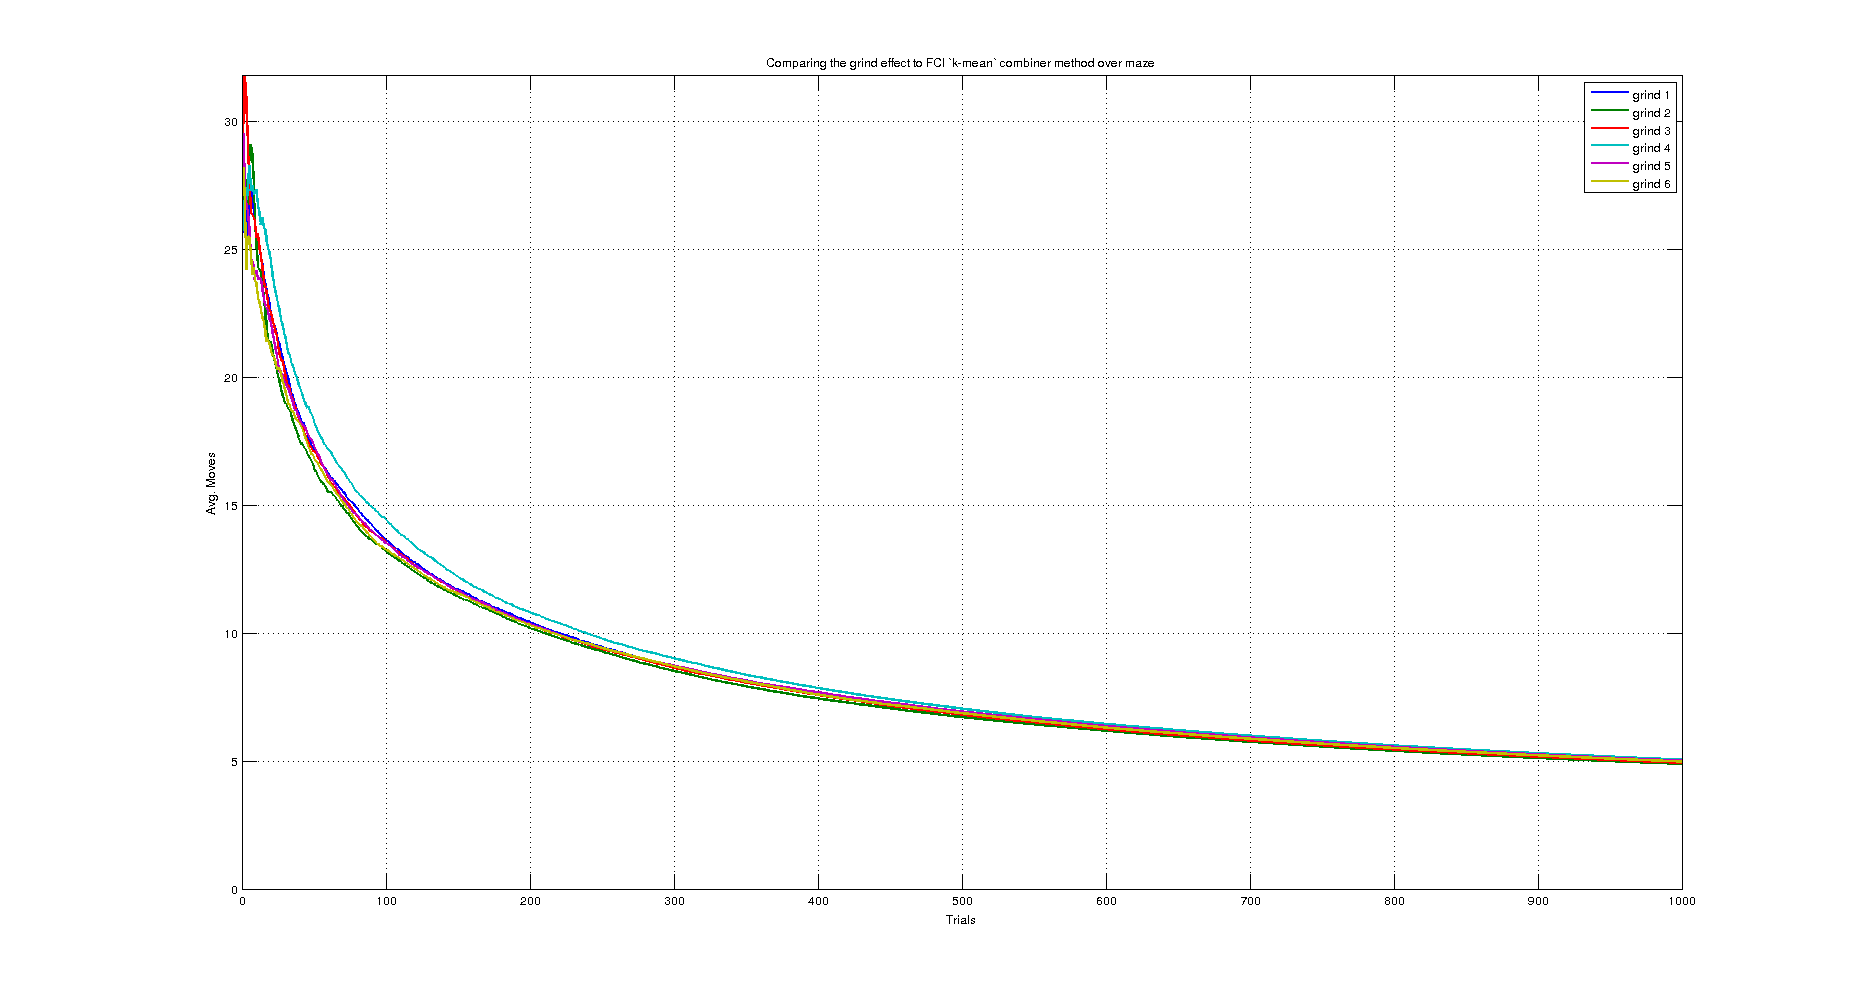 Comparing the grind effect to FCI `k-mean` combiner method over maze
grind 1
grind 2
grind 3
grind 4
grind 5
grind 6
Avg. Moves
30
25
20
15
10
5
0
0 100 200 300 400 500 600 700 800 900 1000
Trials